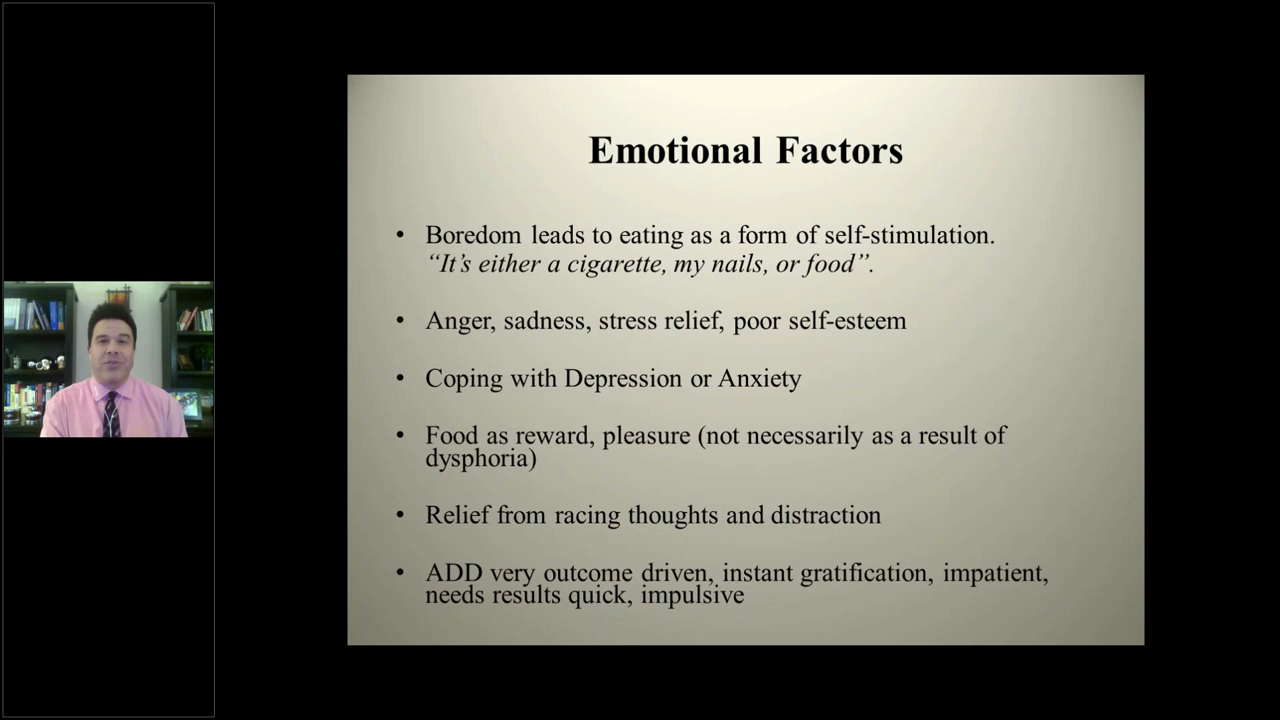 Emotional Factors
• Boredom leads to eating as a form of self-stimulation.
“It’s either a cigarette, my nails, or food”.
• Anger, sadness, stress relief, poor self-esteem
• Coping with Depression or Anxiety
• Food as reward, pleasure (not necessarily as a result of
dysphoria)
• Relief from racing thoughts and distraction
• ADD very outcome driven, instant gratification, impatient,
needs results quick, impulsive